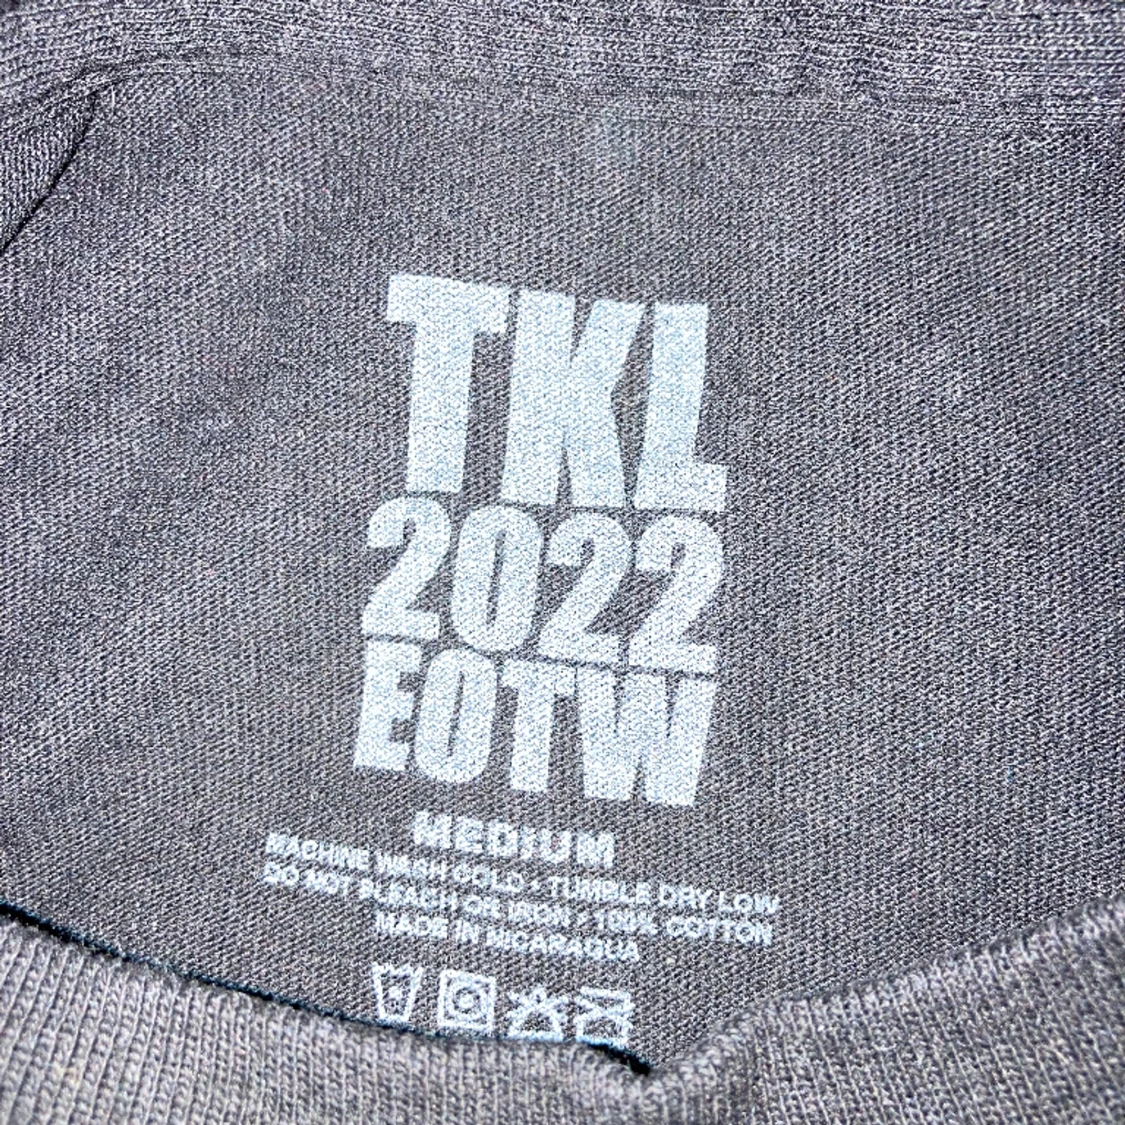 TKL
2022
EOTW
MEDIUM
MACHINE WASH COLD • TUMBLE DRY LOW
DO NOT BLEACH OR IRON • 100% COTTON
MADE IN NICARAGUA